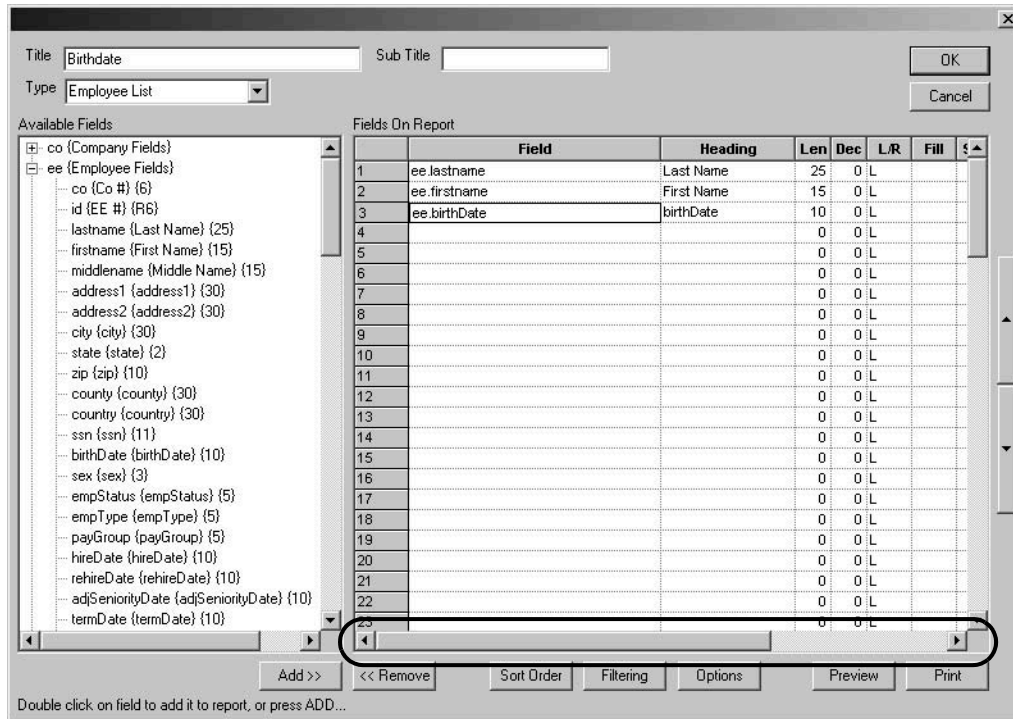 Title Birthdate Sub Title OK
Type Employee List Cancel
Available Fields Fields On Report
co {Company Fields}
ee {Employee Fields}
co {Co #} {6}
id {EE #} {R6}
lastname {Last Name} {25}
firstname {First Name} {15}
middlename {Middle Name} {15}
address1 {address1} {30}
address2 {address2} {30}
city {city} {30}
state {state} {2}
zip {zip} {10}
county {county} {30}
country {country} {30}
ssn {ssn} {11}
birthDate {birthDate} {10}
sex {sex} {3}
empStatus {empStatus} {5}
empType {empType} {5}
payGroup {payGroup} {5}
hireDate {hireDate} {10}
rehireDate {rehireDate} {10}
adjSeniorityDate {adjSeniorityDate} {10}
termDate {termDate} {10}
Field Heading Len Dec L/R Fill
1 ee.lastname Last Name 25 0 L
2 ee.firstname First Name 15 0 L
3 ee.birthDate birthDate 10 0 L
4 0 0 L
5 0 0 L
6 0 0 L
7 0 0 L
8 0 0 L
9 0 0 L
10 0 0 L
11 0 0 L
12 0 0 L
13 0 0 L
14 0 0 L
15 0 0 L
16 0 0 L
17 0 0 L
18 0 0 L
19 0 0 L
20 0 0 L
21 0 0 L
22 0 0 L
23 0 0 L
Add >> << Remove Sort Order Filtering Options Preview Print
Double click on field to add it to report, or press ADD...